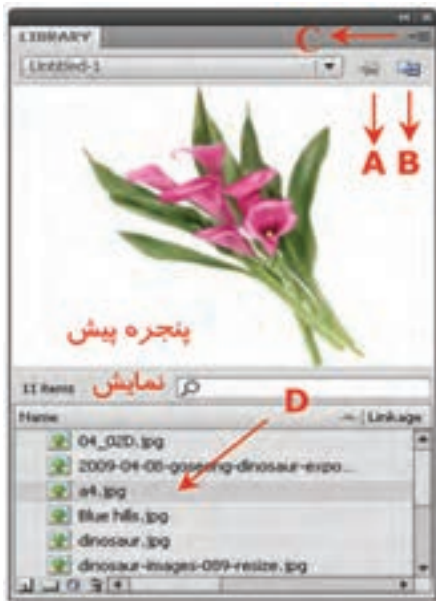 LIBRARY
C
Untitled-1
A B
پنجره پیش
نمایش
11 items
D
Name
Linkage
04_02D.jpg
2009-04-08-goseong-dinosaur-expo...
a4.jpg
Blue hills.jpg
dinosaur.jpg
dinosaur-images-089-resize.jpg